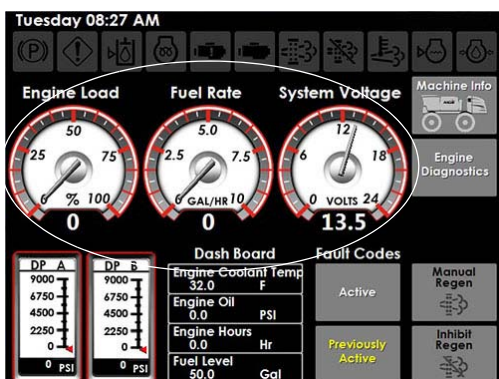 Tuesday 08:27 AM
(P)
Engine Load Fuel Rate System Voltage
Machine Info
50 5.0 12
25 75 2.5 7.5 6 18
0 % 100 0 GAL/HR 10 0 VOLTS 24
0 0 13.5
Engine
Diagnostics
Dash Board
Fault Codes
DP A
9000
6750
4500
2250
0
0 PSI
DP B
9000
6750
4500
2250
0
0 PSI
Engine Coolant Temp
32.0 F
Engine Oil
0.0 PSI
Engine Hours
0.0 Hr
Fuel Level
50.0 Gal
Active
Previously
Active
Manual
Regen
Inhibit
Regen